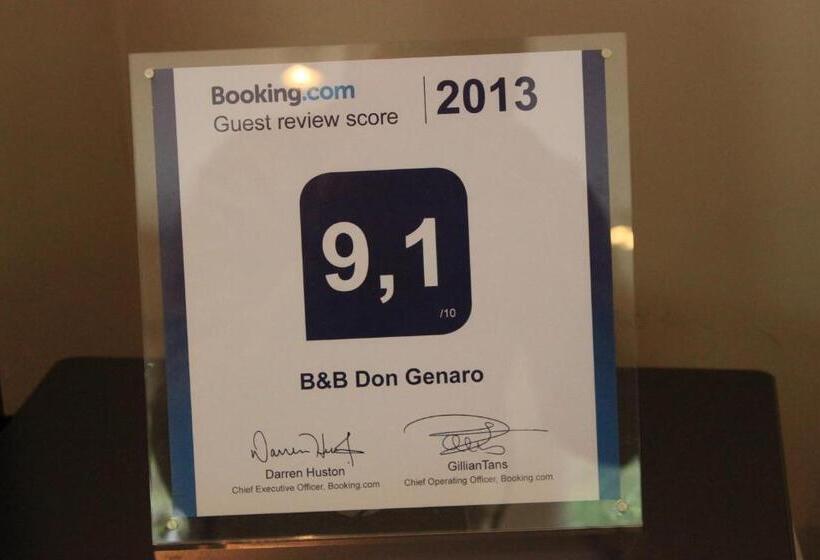 Booking.com
Guest review score
2013
9,1
/10
B&B Don Genaro
Darren Huston
Chief Executive Officer, Booking.com
GillianTans
Chief Operating Officer, Booking.com